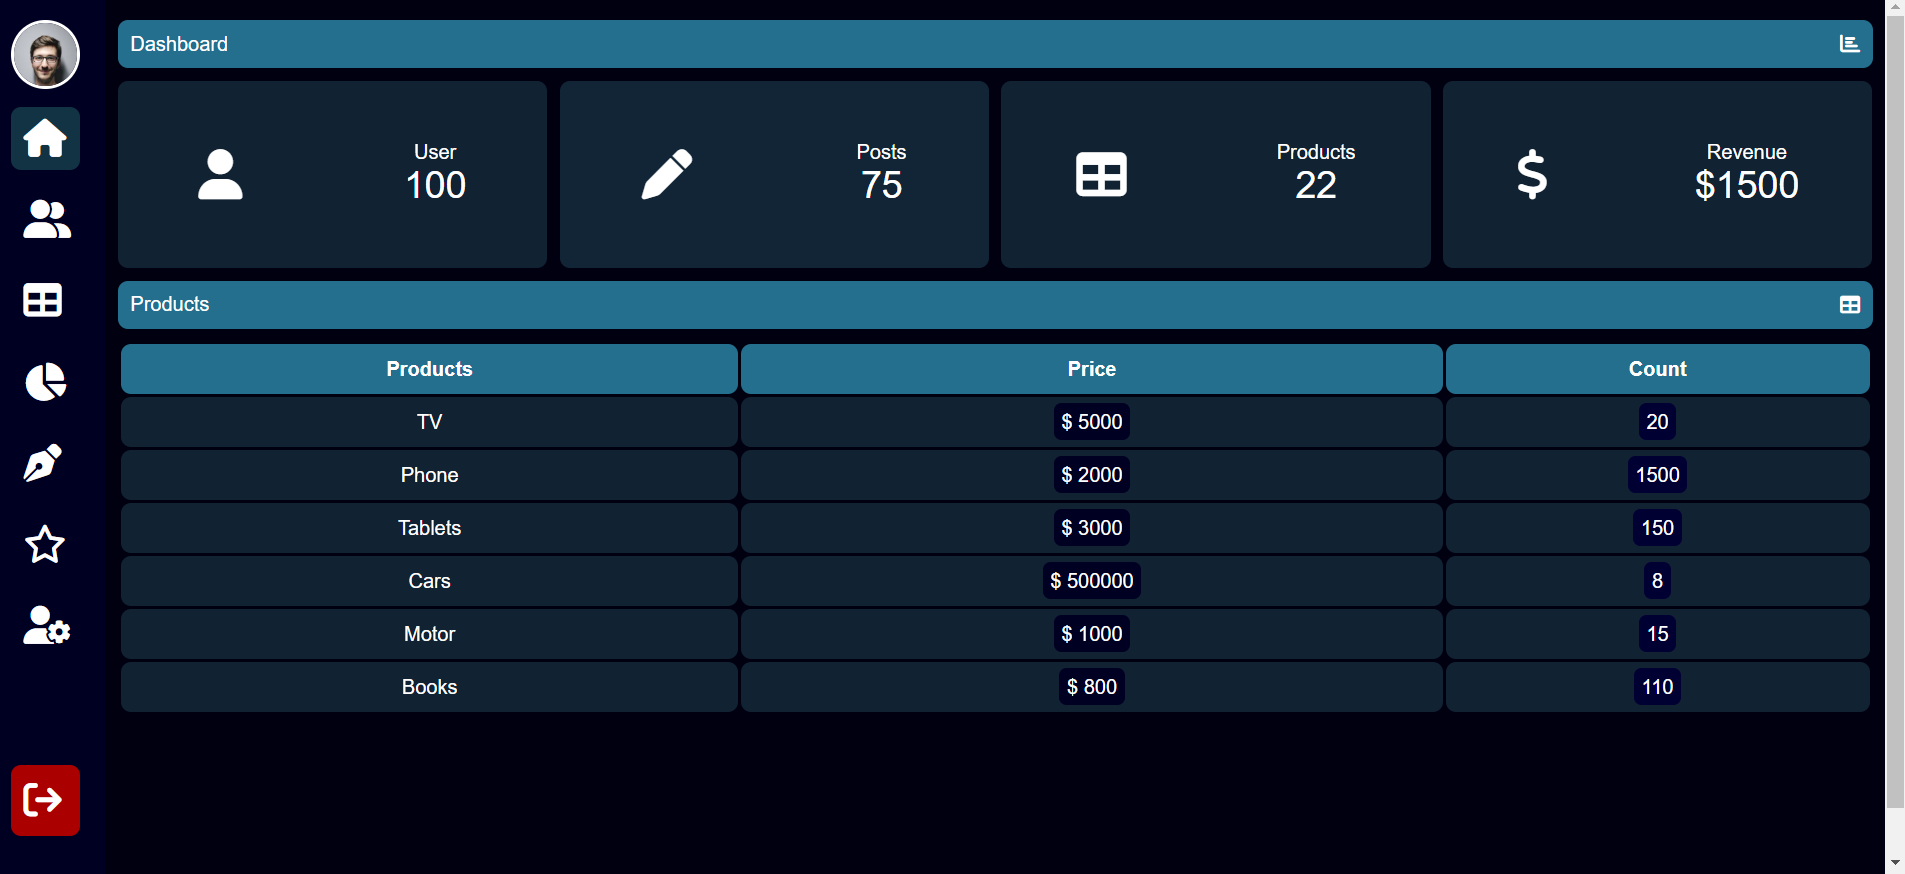 Dashboard
User
100
Posts
75
Products
22
Revenue
$1500
Products
Products Price Count
TV $ 5000 20
Phone $ 2000 1500
Tablets $ 3000 150
Cars $ 500000 8
Motor $ 1000 15
Books $ 800 110